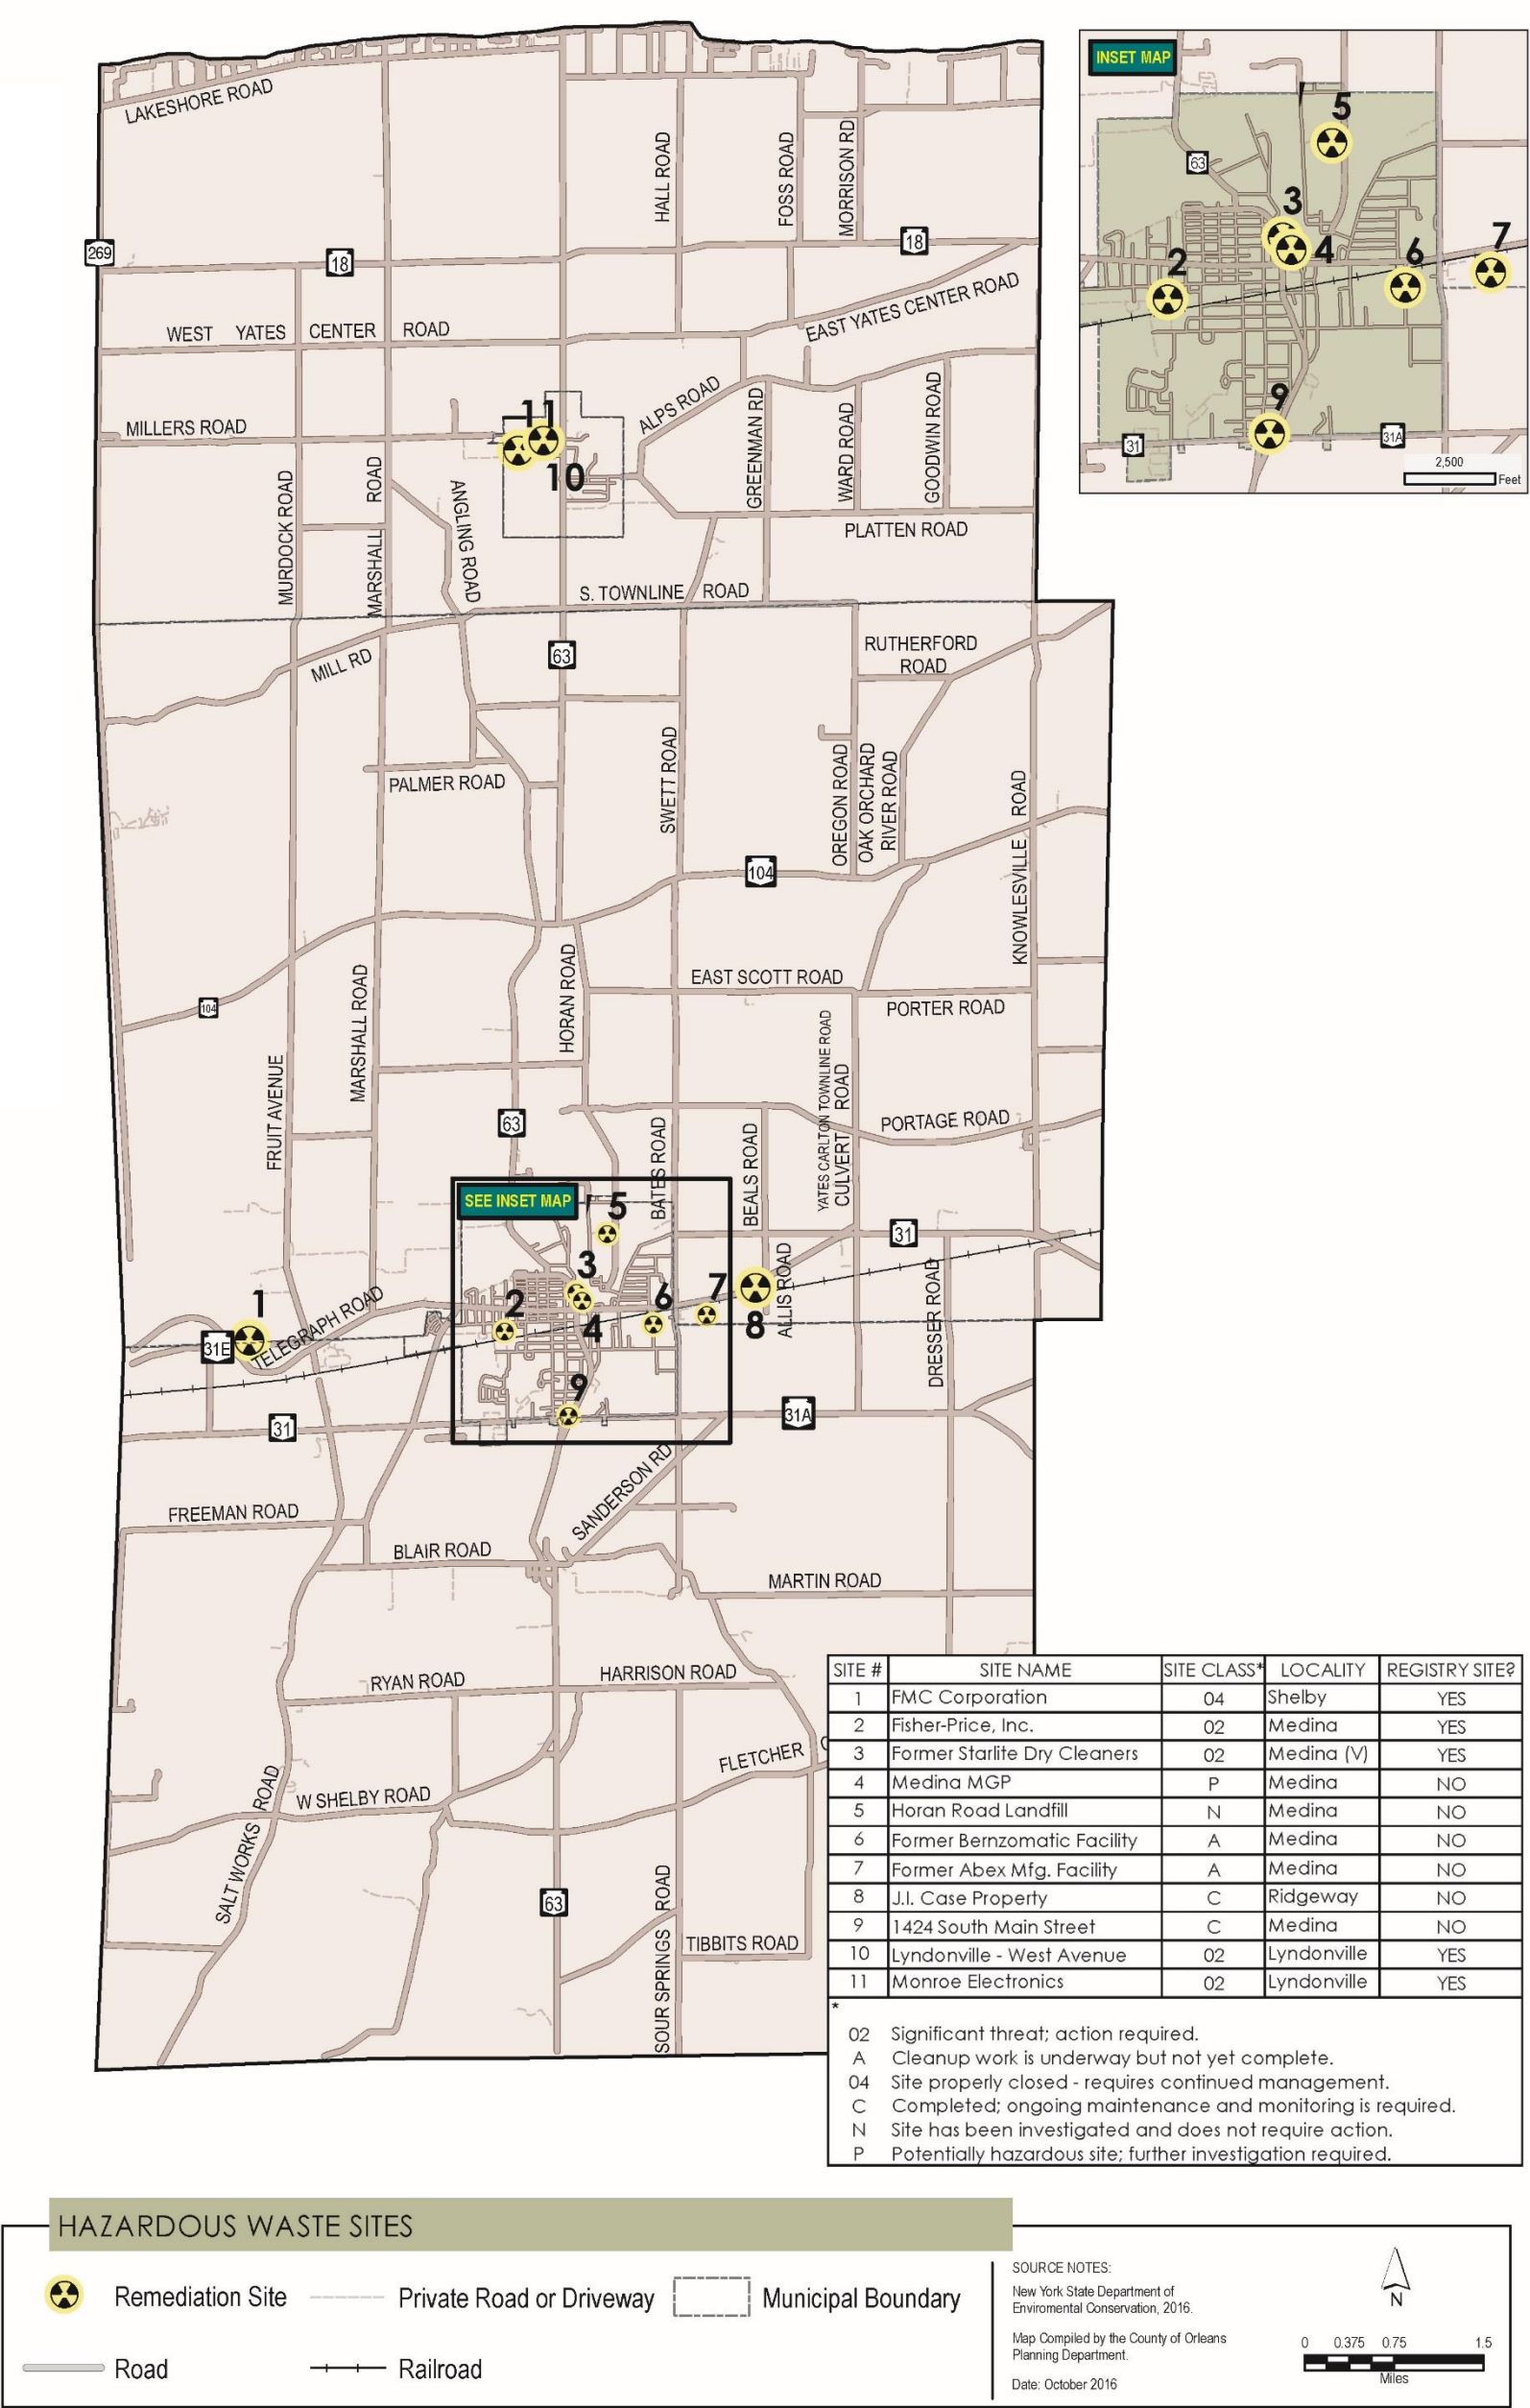 INSET MAP
5
63
3
4
2
6
7
9
31
31A
2,500
Feet
LAKESHORE ROAD
HALL ROAD
FOSS ROAD
MORRISON RD
269
18
18
WEST YATES CENTER ROAD
EAST YATES CENTER ROAD
MILLERS ROAD
11
10
ALPS ROAD
GREENMAN RD
WARD ROAD
GOODWIN ROAD
MURDOCK ROAD
MARSHALL ROAD
ANGLING ROAD
PLATTEN ROAD
S. TOWNLINE ROAD
MILL RD
63
RUTHERFORD
ROAD
PALMER ROAD
SWETT ROAD
OREGON ROAD
OAK ORCHARD
RIVER ROAD
KNOWLESVILLE ROAD
104
104
HORAN ROAD
EAST SCOTT ROAD
PORTER ROAD
MARSHALL ROAD
FRUIT AVENUE
63
YATES CARLTON TOWNLINE ROAD
CULVERT ROAD
PORTAGE ROAD
BATES ROAD
BEALS ROAD
SEE INSET MAP
5
31
3
1
2
4
6
7
8
ALLIS ROAD
DRESSER ROAD
31E
TELEGRAPH ROAD
9
31
31A
SANDERSON RD
FREEMAN ROAD
BLAIR ROAD
MARTIN ROAD
RYAN ROAD
HARRISON ROAD
FLETCHER
W SHELBY ROAD
SALT WORKS ROAD
63
SOUR SPRINGS ROAD
TIBBITS ROAD
SITE # SITE NAME SITE CLASS* LOCALITY REGISTRY SITE?
1 FMC Corporation 04 Shelby YES
2 Fisher-Price, Inc. 02 Medina YES
3 Former Starlite Dry Cleaners 02 Medina (V) YES
4 Medina MGP P Medina NO
5 Horan Road Landfill N Medina NO
6 Former Bernzomatic Facility A Medina NO
7 Former Abex Mfg. Facility A Medina NO
8 J.I. Case Property C Ridgeway NO
9 1424 South Main Street C Medina NO
10 Lyndonville - West Avenue 02 Lyndonville YES
11 Monroe Electronics 02 Lyndonville YES
*
02 Significant threat; action required.
A Cleanup work is underway but not yet complete.
04 Site properly closed - requires continued management.
C Completed; ongoing maintenance and monitoring is required.
N Site has been investigated and does not require action.
P Potentially hazardous site; further investigation required.
HAZARDOUS WASTE SITES
Remediation Site
Private Road or Driveway
Municipal Boundary
Road
Railroad
SOURCE NOTES:
New York State Department of
Enviromental Conservation, 2016.
Map Compiled by the County of Orleans
Planning Department.
Date: October 2016
N
0 0.375 0.75 1.5
Miles